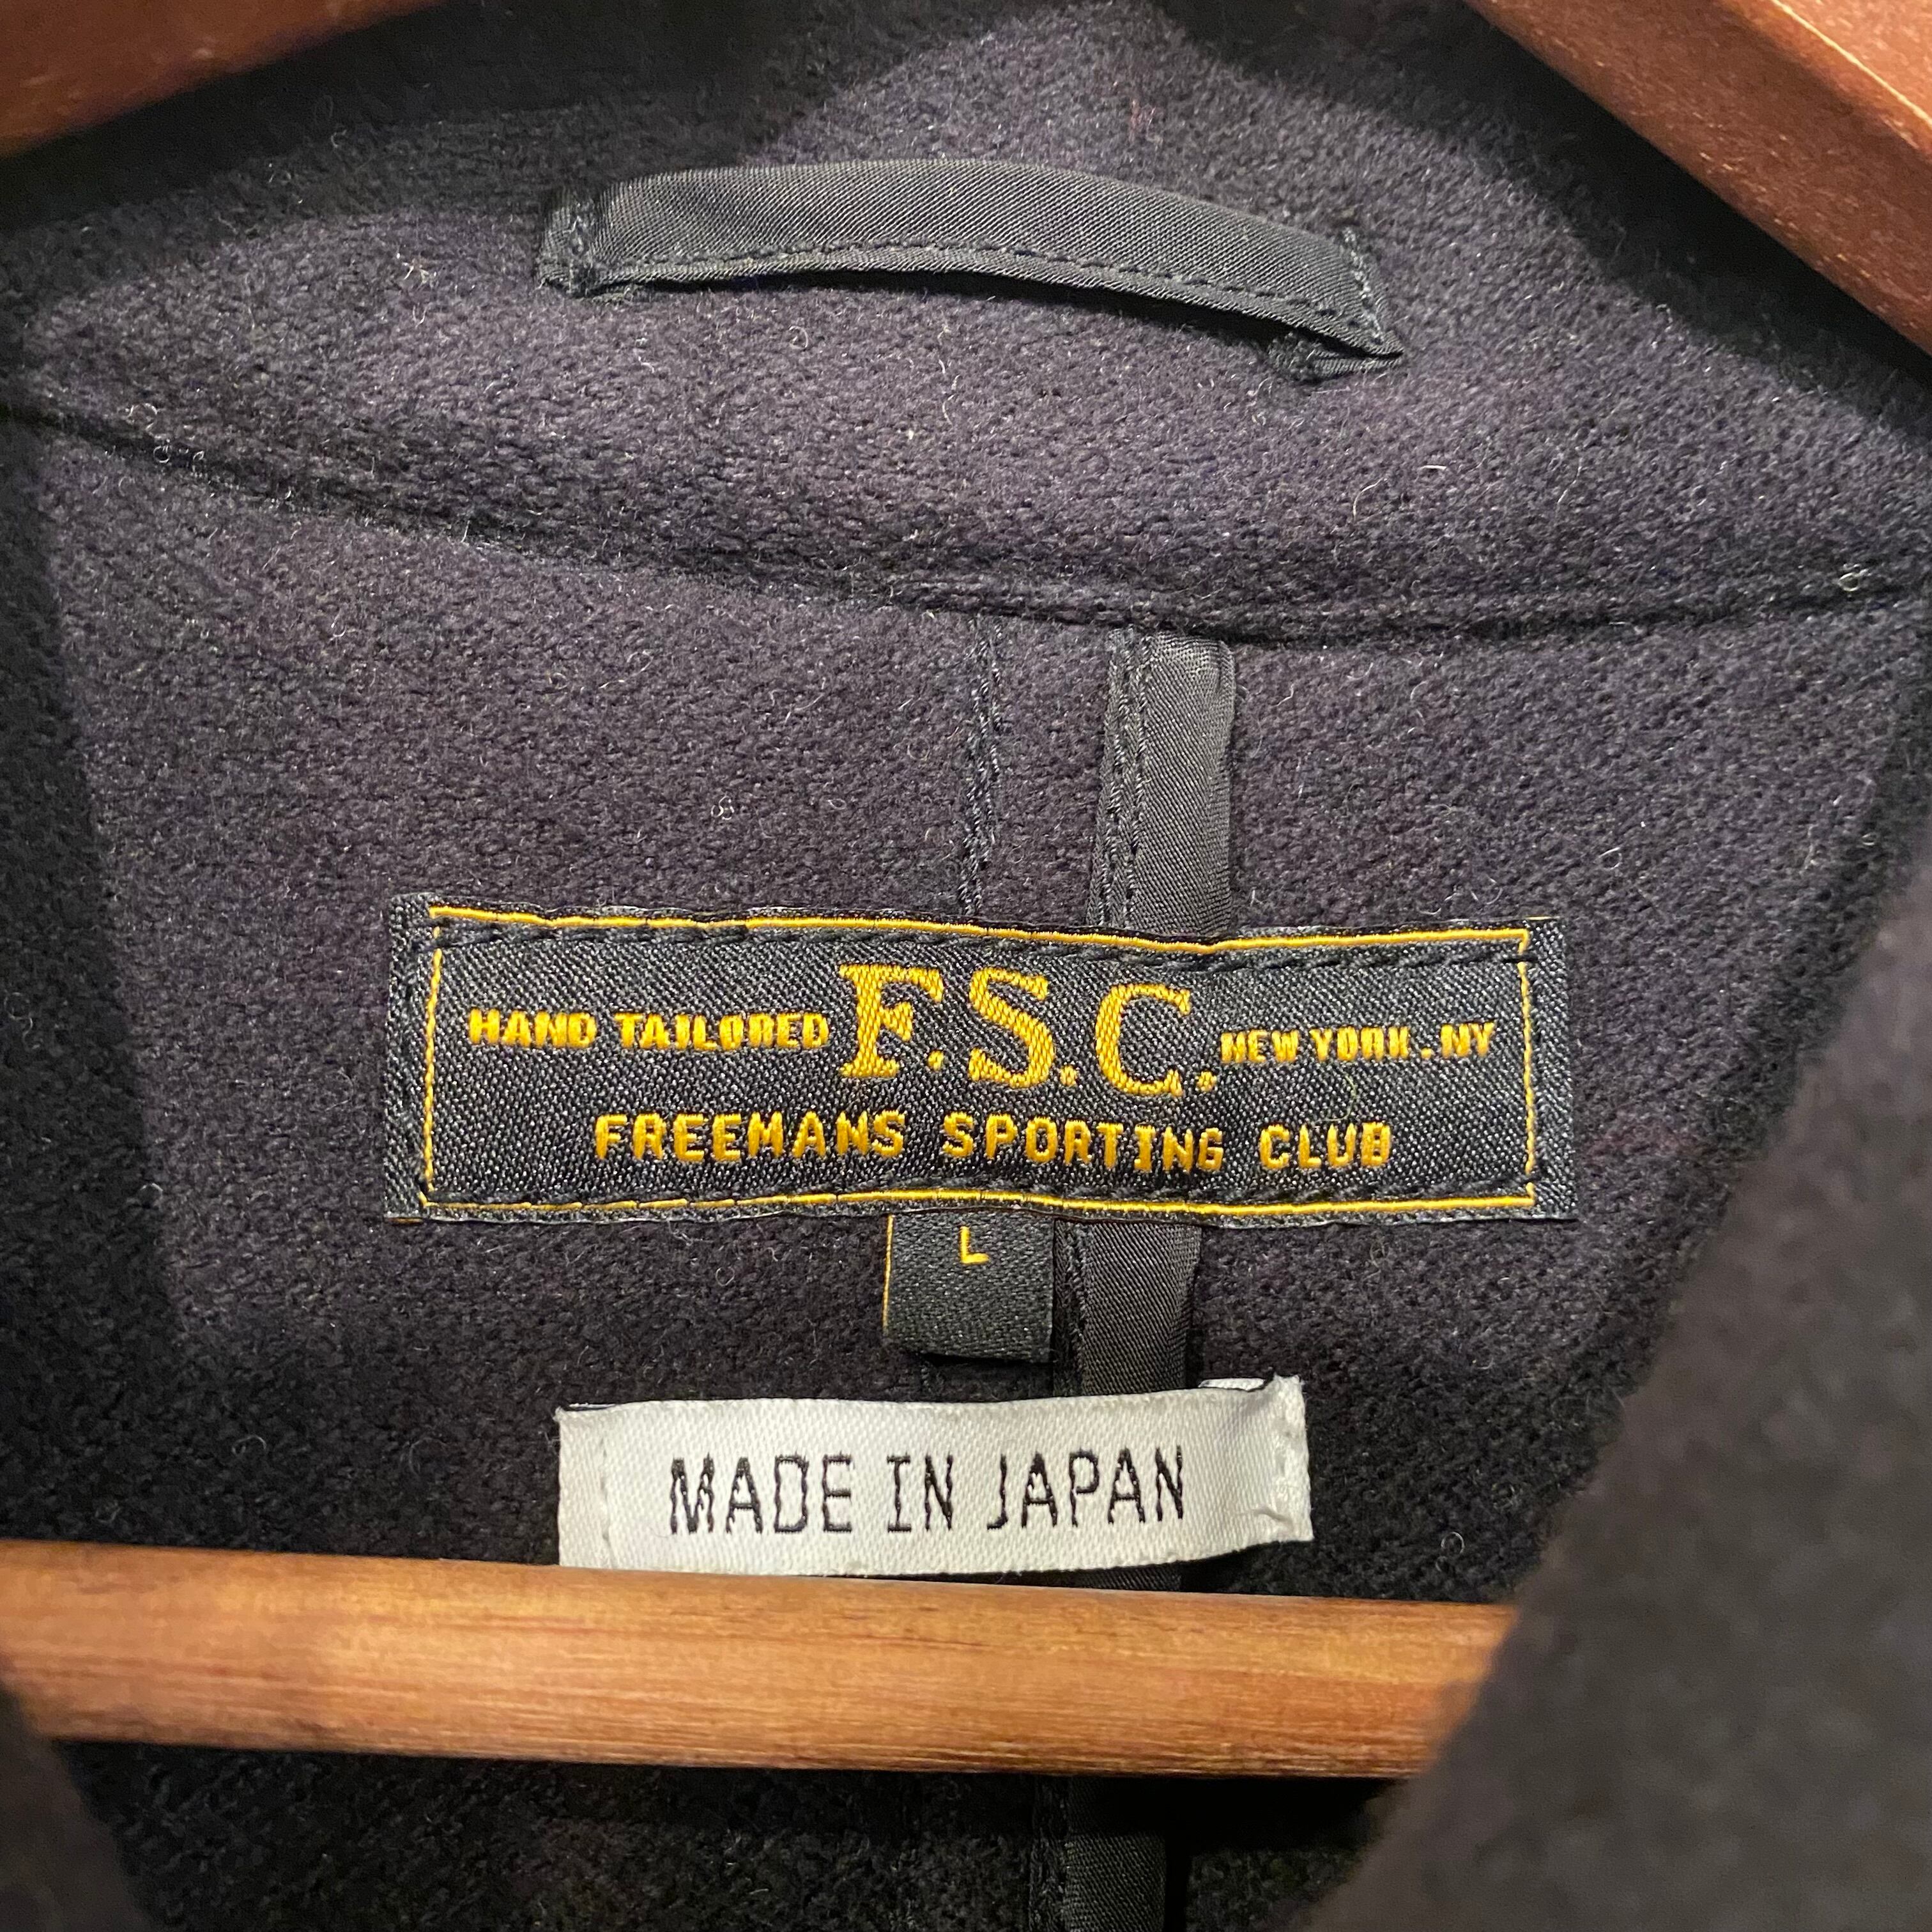 HAND TAILORED F.S.C. NEW YORK.NY
FREEMANS SPORTING CLUB
L
MADE IN JAPAN